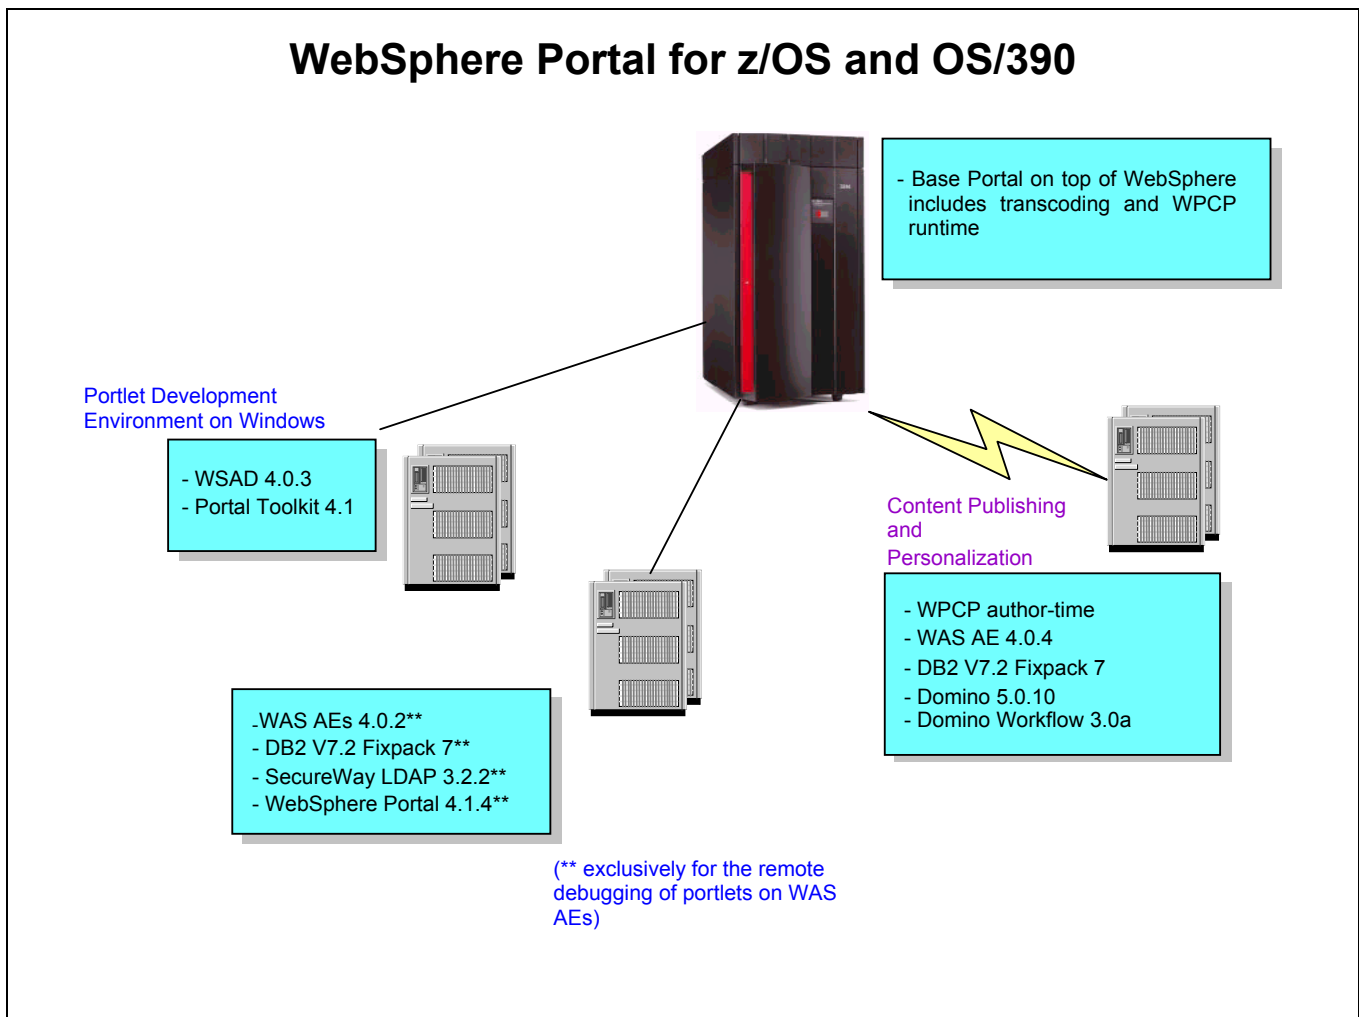 WebSphere Portal for z/OS and OS/390
- Base Portal on top of WebSphere
includes transcoding and WPCP
runtime
Portlet Development
Environment on Windows
- WSAD 4.0.3
- Portal Toolkit 4.1
Content Publishing
and
Personalization
- WPCP author-time
- WAS AE 4.0.4
- DB2 V7.2 Fixpack 7
- Domino 5.0.10
- Domino Workflow 3.0a
-WAS AEs 4.0.2**
- DB2 V7.2 Fixpack 7**
- SecureWay LDAP 3.2.2**
- WebSphere Portal 4.1.4**
(** exclusively for the remote
debugging of portlets on WAS
AEs)